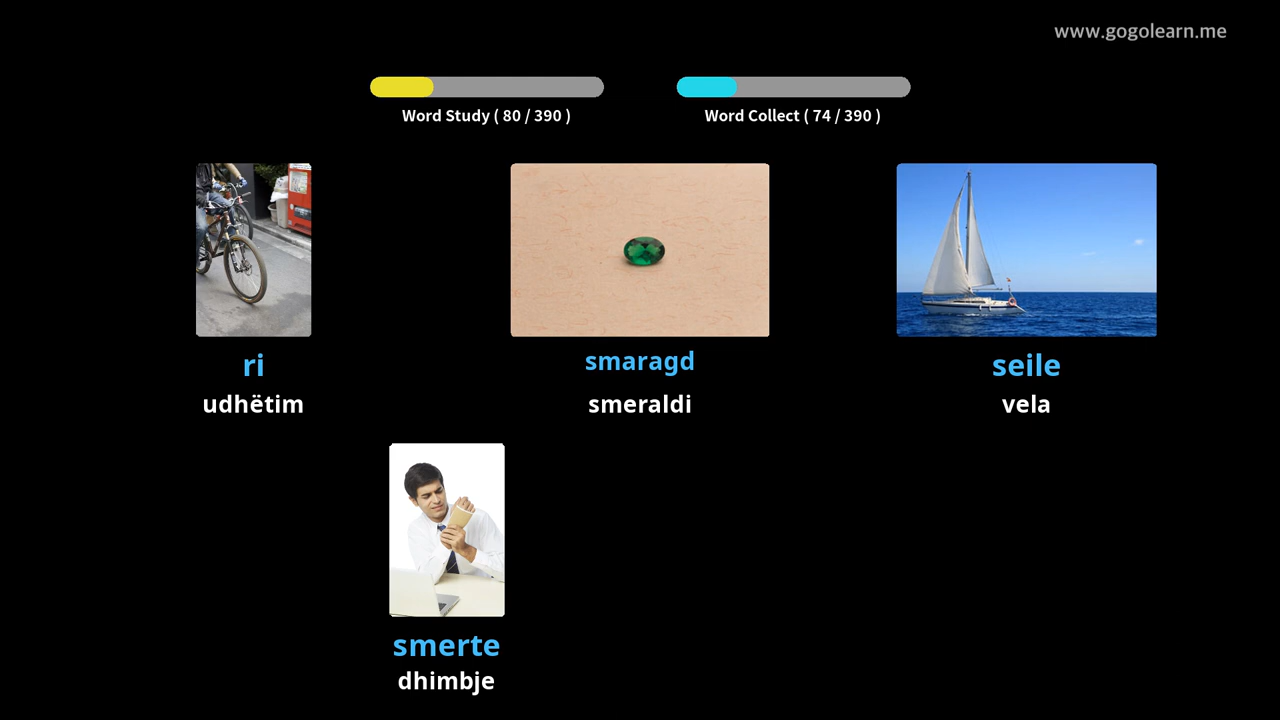 www.gogolearn.me
Word Study ( 80 / 390 )
Word Collect ( 74 / 390 )
ri
udhëtim
smaragd
smeraldi
seile
vela
smerte
dhimbje